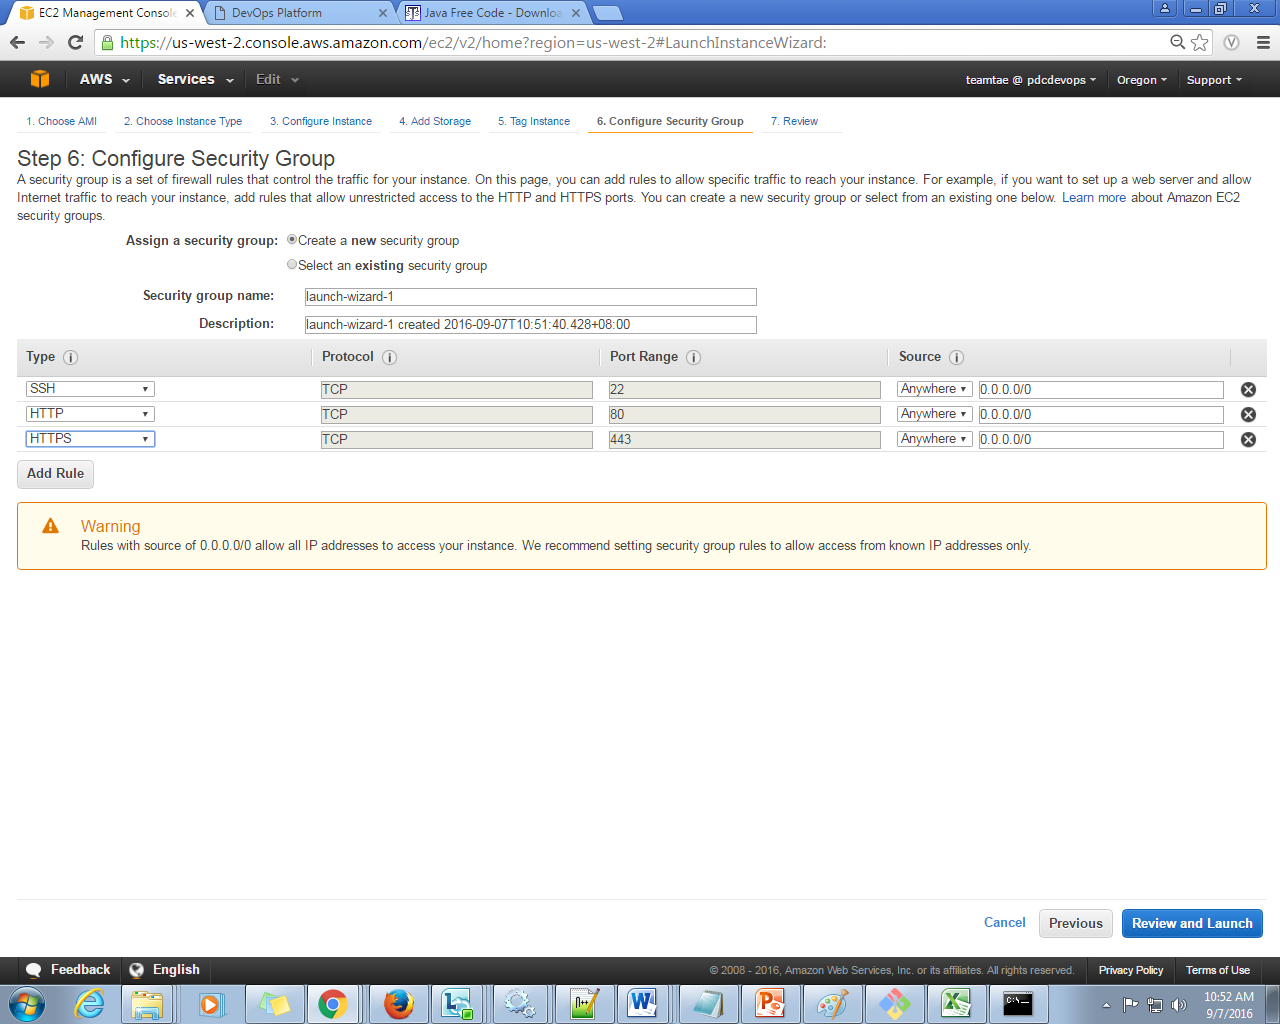 EC2 Management Console
DevOps Platform
Java Free Code - Downloa
https://us-west-2.console.aws.amazon.com/ec2/v2/home?region=us-west-2#LaunchInstanceWizard:
AWS
Services
Edit
teamtae @ pdcdevops
Oregon
Support
1. Choose AMI
2. Choose Instance Type
3. Configure Instance
4. Add Storage
5. Tag Instance
6. Configure Security Group
7. Review
Step 6: Configure Security Group
A security group is a set of firewall rules that control the traffic for your instance. On this page, you can add rules to allow specific traffic to reach your instance. For example, if you want to set up a web server and allow
Internet traffic to reach your instance, add rules that allow unrestricted access to the HTTP and HTTPS ports. You can create a new security group or select from an existing one below. Learn more about Amazon EC2
security groups.
Assign a security group: Create a new security group
Select an existing security group
Security group name: launch-wizard-1
Description: launch-wizard-1 created 2016-09-07T10:51:40.428+08:00
Type Protocol Port Range Source
SSH TCP 22 Anywhere 0.0.0.0/0
HTTP TCP 80 Anywhere 0.0.0.0/0
HTTPS TCP 443 Anywhere 0.0.0.0/0
Add Rule
Warning
Rules with source of 0.0.0.0/0 allow all IP addresses to access your instance. We recommend setting security group rules to allow access from known IP addresses only.
Cancel
Previous
Review and Launch
Feedback
English
© 2008 - 2016, Amazon Web Services, Inc. or its affiliates. All rights reserved.
Privacy Policy
Terms of Use
10:52 AM
9/7/2016